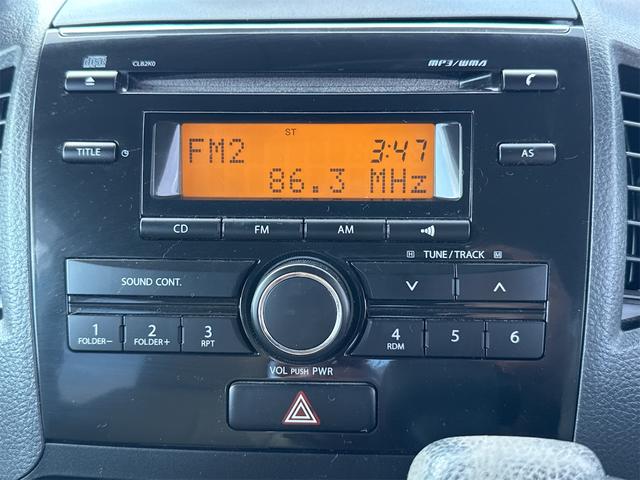 CLB2K0 MP3/WMA
ST
FM2 3:47
86.3 MHz
TITLE AS
CD FM AM
TUNE/TRACK
SOUND CONT.
1 2 3 4 5 6
FOLDER− FOLDER+ RPT RDM
VOL PUSH PWR